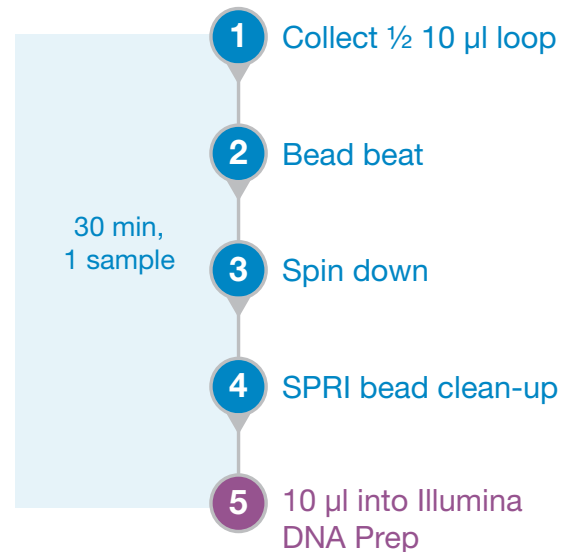 1 Collect ½ 10 µl loop
2 Bead beat
30 min,
1 sample
3 Spin down
4 SPRI bead clean-up
5 10 µl into Illumina
DNA Prep